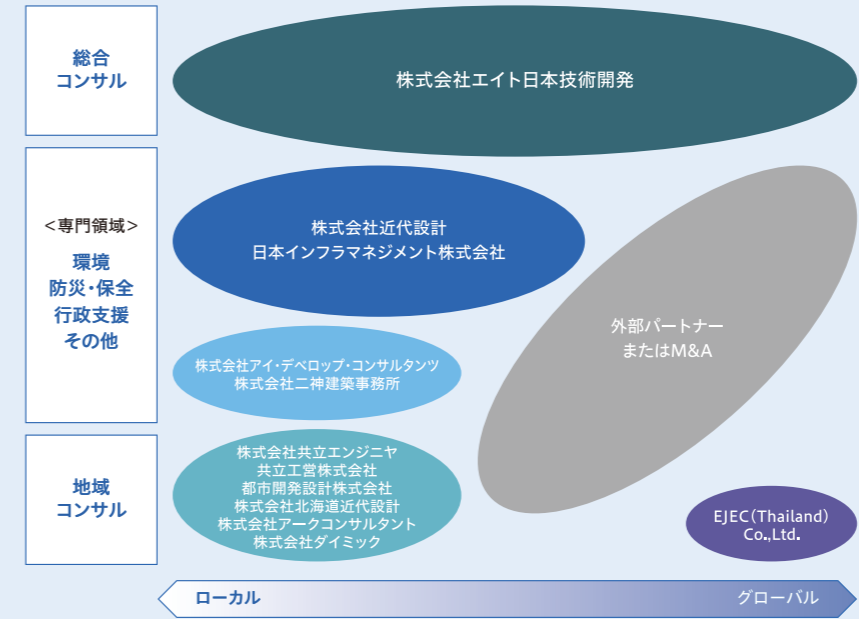 総合
コンサル
株式会社エイト日本技術開発
<専門領域>
環境
防災・保全
行政支援
その他
株式会社近代設計
日本インフラマネジメント株式会社
株式会社アイ・デベロップ・コンサルタンツ
株式会社二神建築事務所
外部パートナー
またはM&A
地域
コンサル
株式会社共立エンジニヤ
共立工営株式会社
都市開発設計株式会社
株式会社北海道近代設計
株式会社アークコンサルタント
株式会社ダイミック
EJEC(Thailand)
Co.,Ltd.
ローカル
グローバル